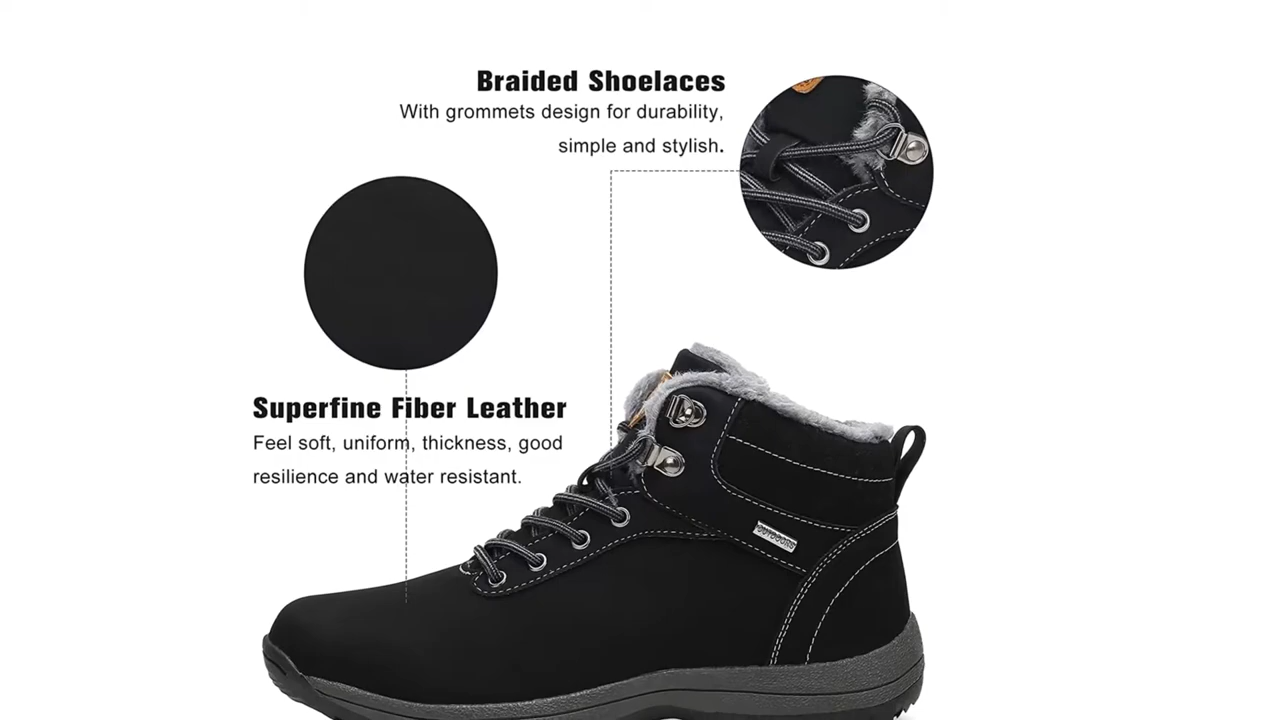 Braided Shoelaces
With grommets design for durability,
simple and stylish.
Superfine Fiber Leather
Feel soft, uniform, thickness, good
resilience and water resistant.
OUTDOORS